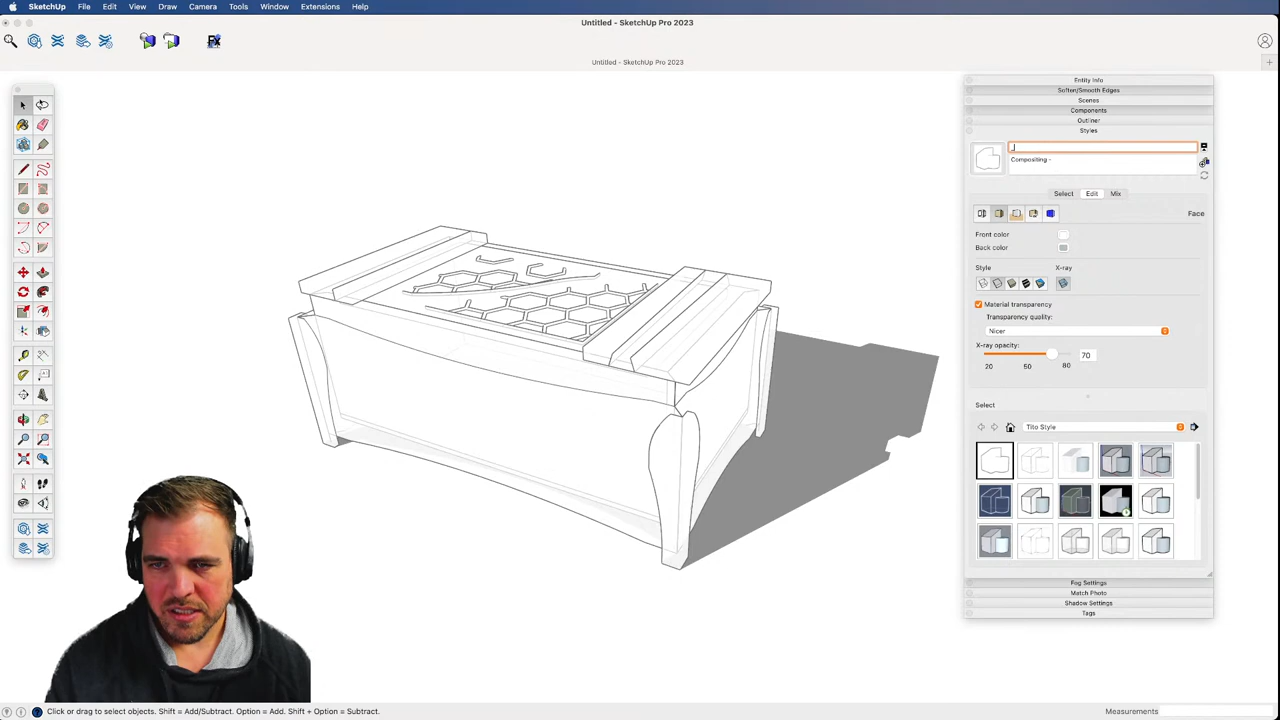 SketchUp File Edit View Draw Camera Tools Window Extensions Help
Untitled - SketchUp Pro 2023
Untitled - SketchUp Pro 2023
Entity Info
Soften/Smooth Edges
Scenes
Components
Outliner
Styles
Compositing -
Select Edit Mix
Face
Front color
Back color
Style X-ray
Material transparency
Transparency quality:
Nicer
X-ray opacity:
70
20 50 80
Select
Tito Style
Fog Settings
Match Photo
Shadow Settings
Tags
Click or drag to select objects. Shift = Add/Subtract. Option = Add. Shift + Option = Subtract.
Measurements